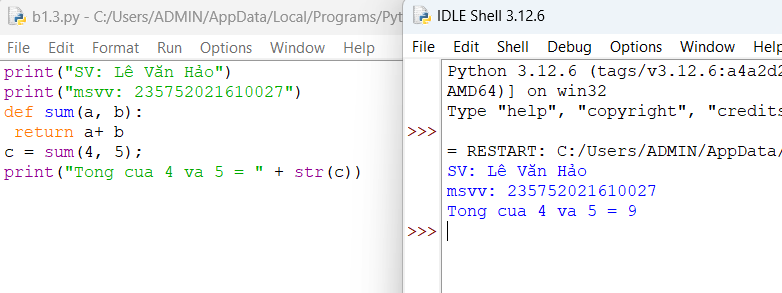 b1.3.py - C:/Users/ADMIN/AppData/Local/Programs/Pyt
File Edit Format Run Options Window Help
print("SV: Lê Văn Hảo")
print("msvv: 235752021610027")
def sum(a, b):
 return a+ b
c = sum(4, 5);
print("Tong cua 4 va 5 = " + str(c))
IDLE Shell 3.12.6
File Edit Shell Debug Options Window Help
Python 3.12.6 (tags/v3.12.6:a4a2d2
AMD64)] on win32
Type "help", "copyright", "credits
>>>
= RESTART: C:/Users/ADMIN/AppData/
SV: Lê Văn Hảo
msvv: 235752021610027
Tong cua 4 va 5 = 9
>>>